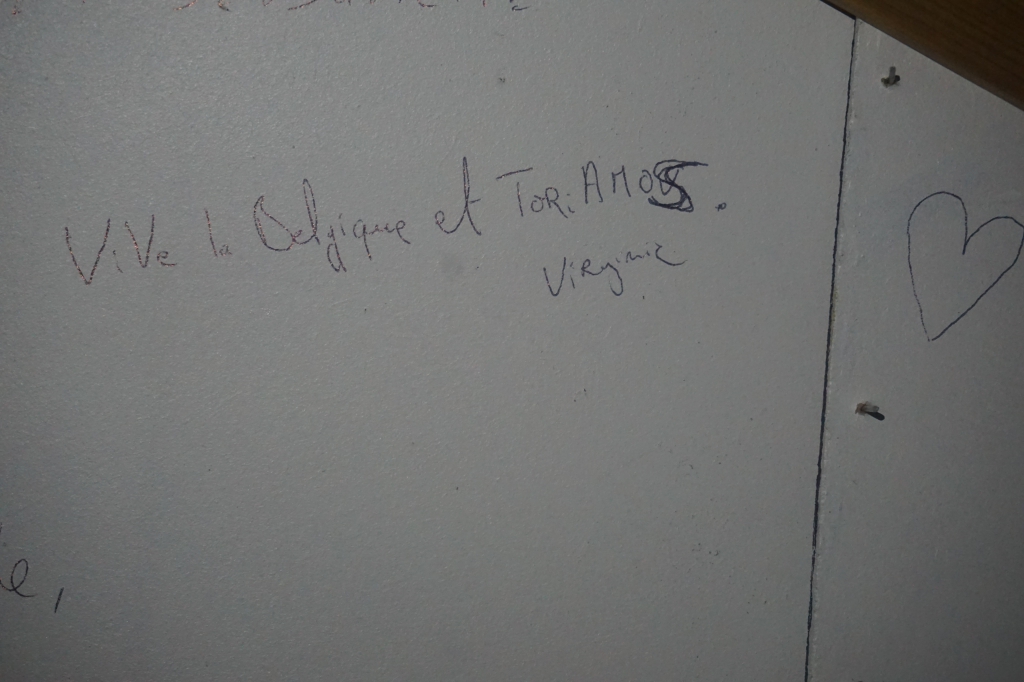 ViVe la Belgique et TORi AMOS.
Virginie
e,